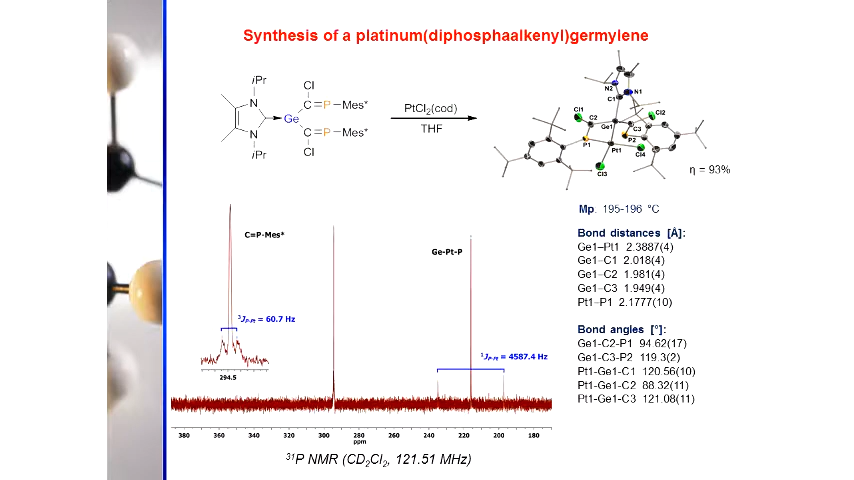 Synthesis of a platinum(diphosphaalkenyl)germylene
iPr
N
N
iPr
Ge
Cl
C=P–Mes*
C=P–Mes*
Cl
PtCl2(cod)
THF
N2
N1
C1
Cl1
C2
Ge1
Cl2
C3
P1
P2
Pt1
Cl4
Cl3
η = 93%
Mp. 195-196 °C
Bond distances [Å]:
Ge1–Pt1 2.3887(4)
Ge1–C1 2.018(4)
Ge1–C2 1.981(4)
Ge1–C3 1.949(4)
Pt1–P1 2.1777(10)
Bond angles [°]:
Ge1-C2-P1 94.62(17)
Ge1-C3-P2 119.3(2)
Pt1-Ge1-C1 120.56(10)
Pt1-Ge1-C2 88.32(11)
Pt1-Ge1-C3 121.08(11)
C=P-Mes*
Ge-Pt-P
3JP-Pt = 60.7 Hz
1JP-Pt = 4587.4 Hz
294.5
380 360 340 320 300 280 260 240 220 200 180
ppm
31P NMR (CD2Cl2, 121.51 MHz)